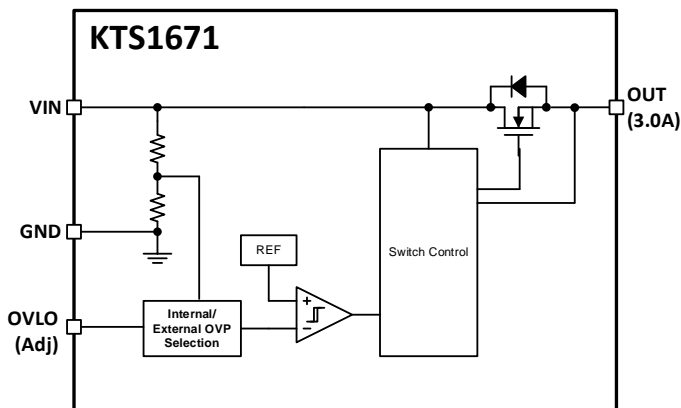 KTS1671
VIN
OUT
(3.0A)
GND
REF
Switch Control
+
−
OVLO
(Adj)
Internal/
External OVP
Selection